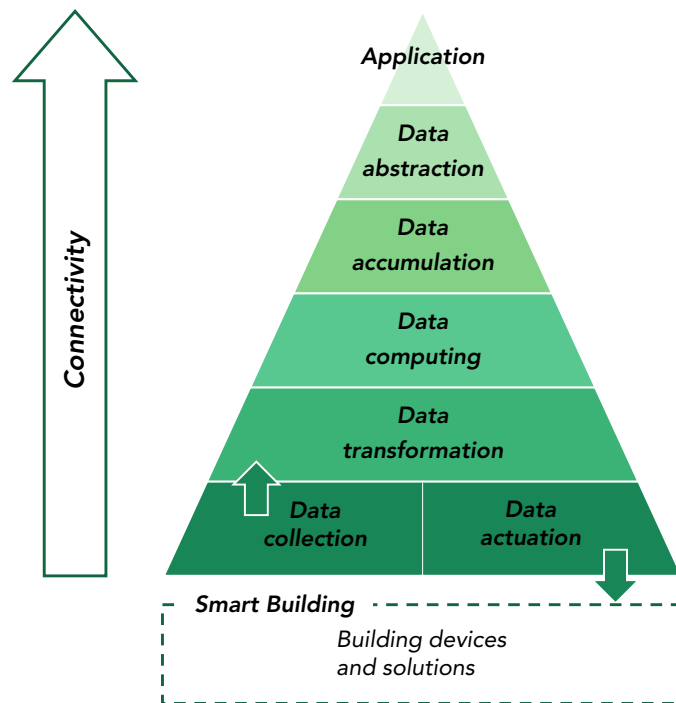 Application
Data
abstraction
Data
accumulation
Connectivity
Data
computing
Data
transformation
Data
collection
Data
actuation
Smart Building
Building devices
and solutions